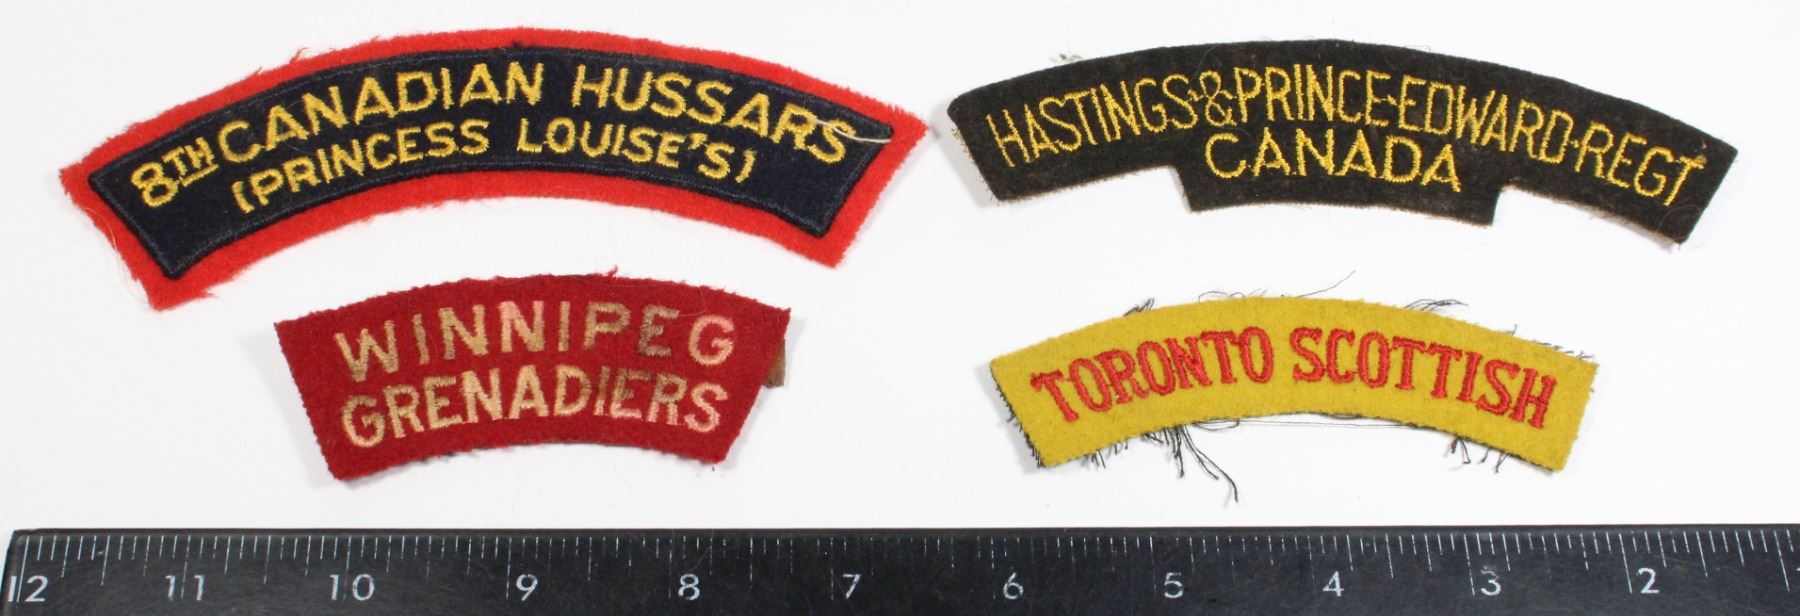 8TH CANADIAN HUSSARS
(PRINCESS LOUISE'S)
HASTINGS·&·PRINCE·EDWARD·REGT
CANADA
WINNIPEG
GRENADIERS
TORONTO SCOTTISH
12 11 10 9 8 7 6 5 4 3 2